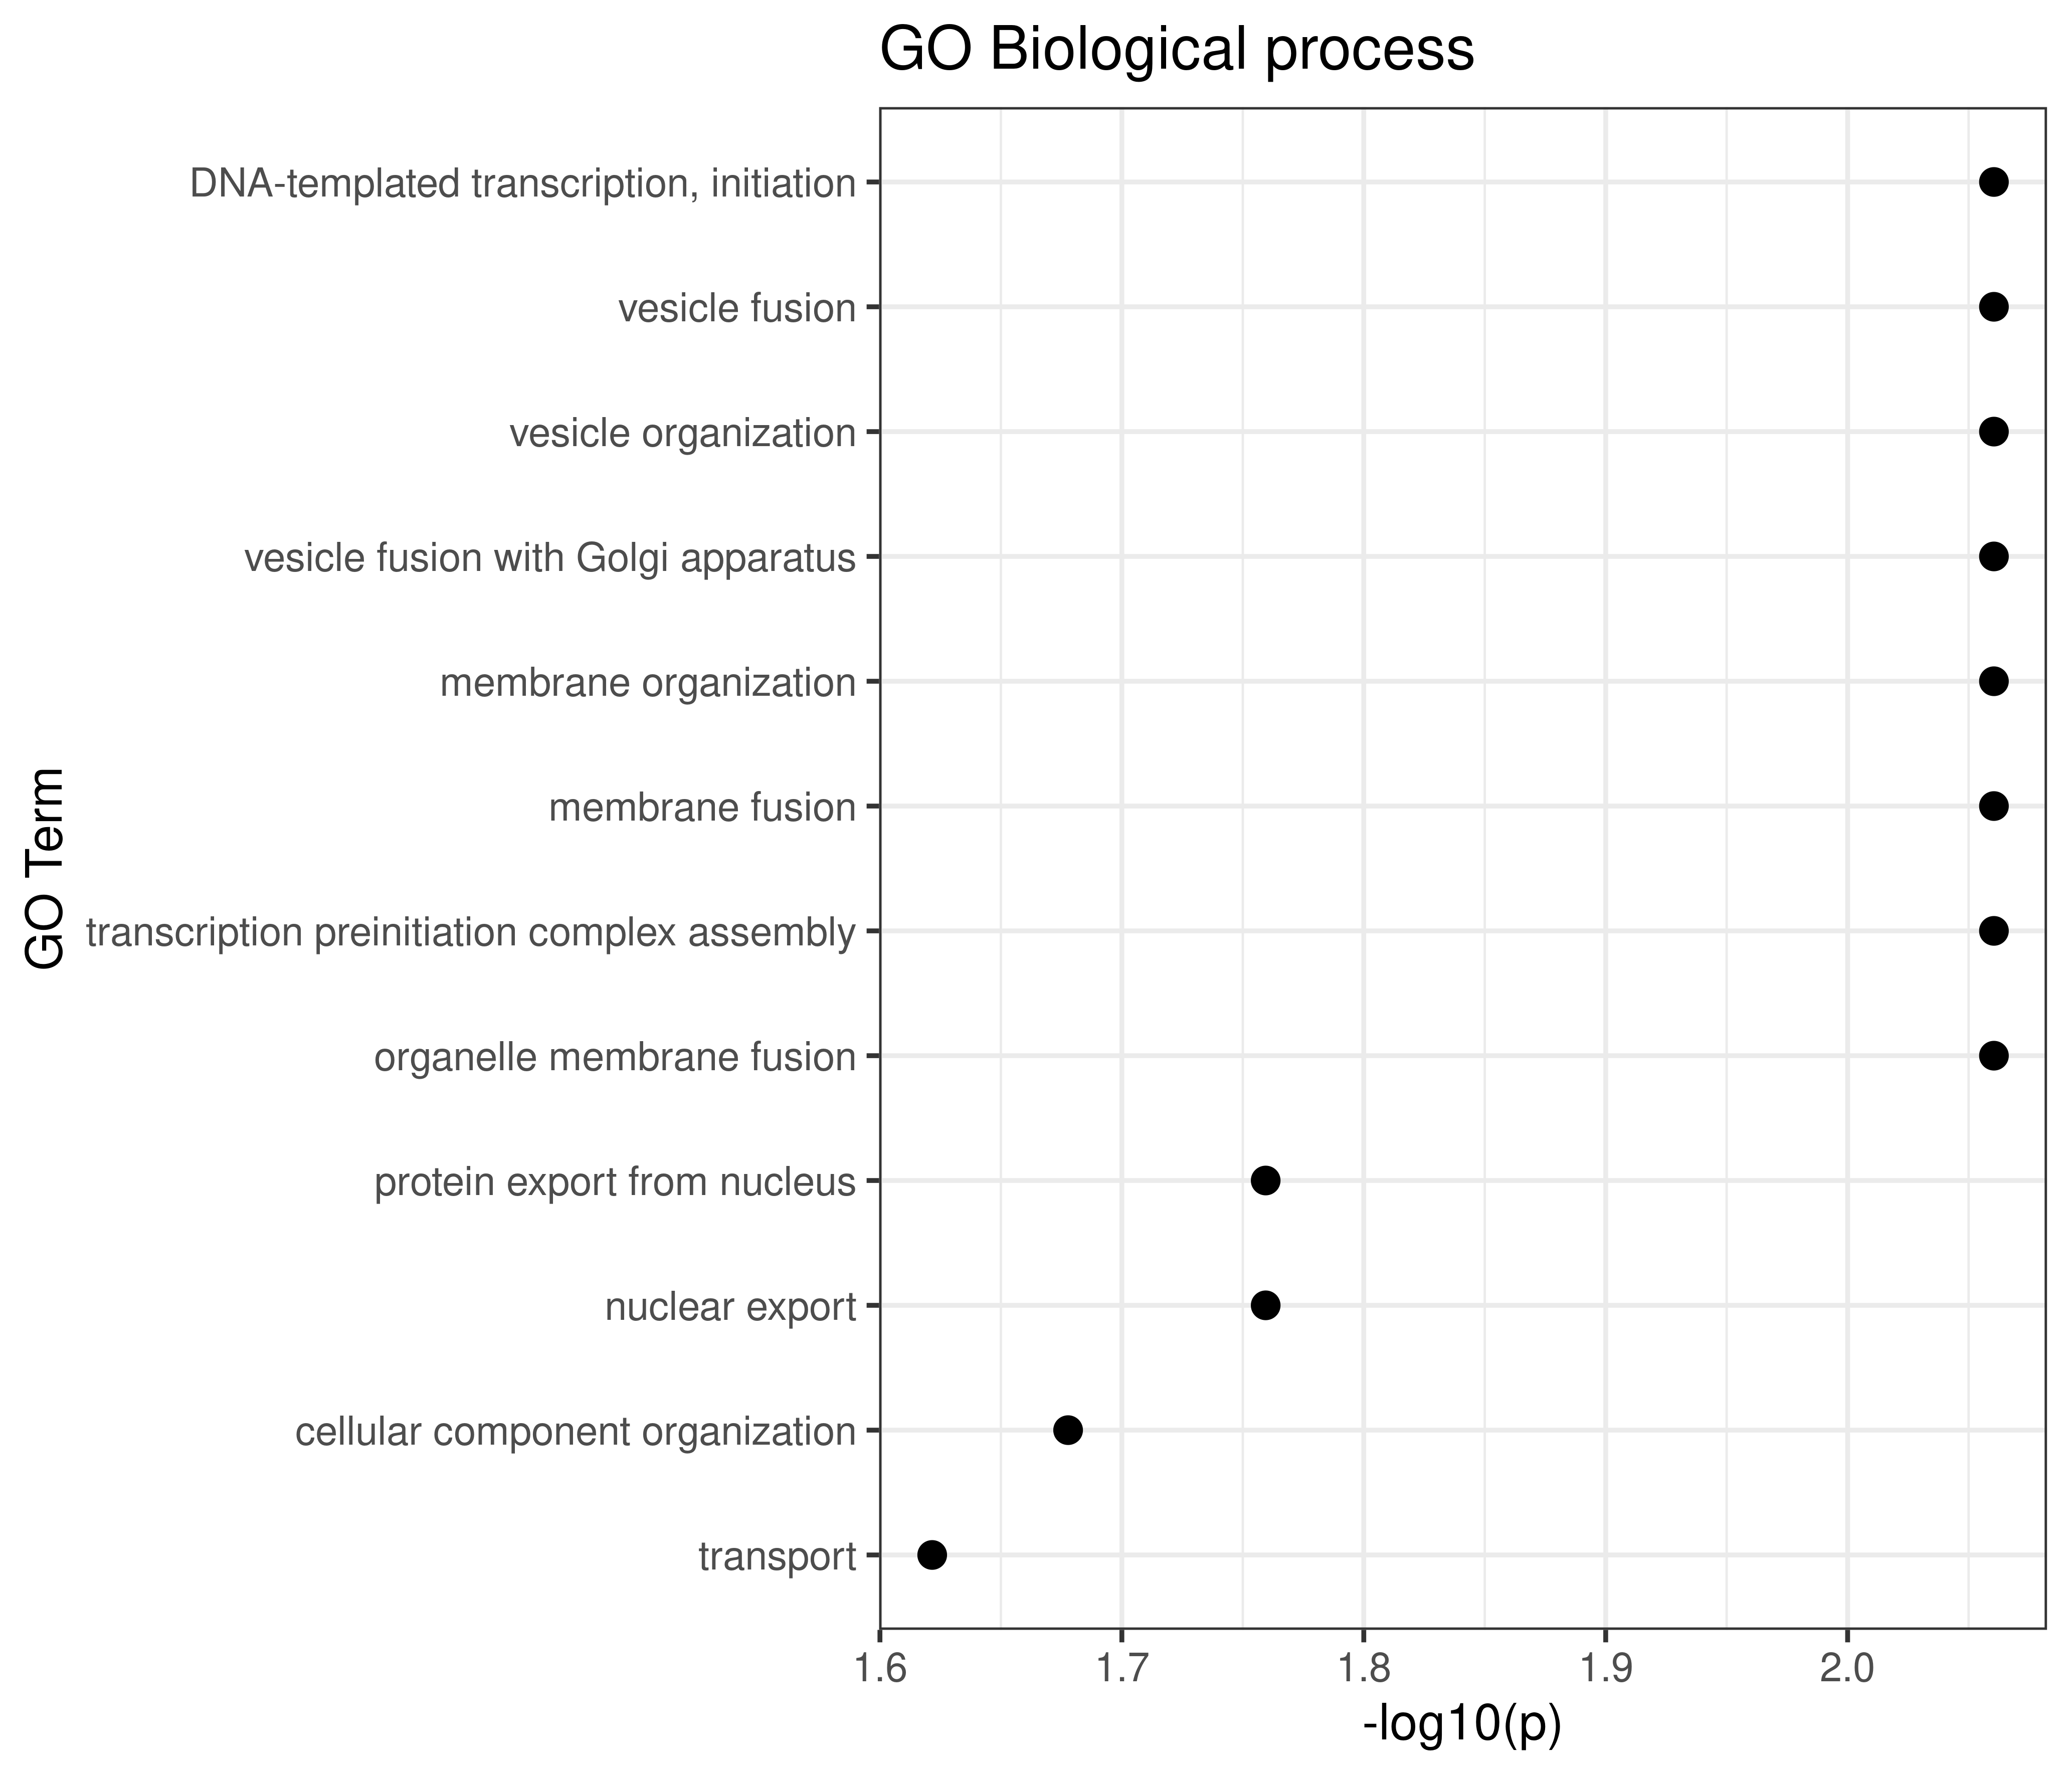 GO Biological process
GO Term
DNA-templated transcription, initiation
vesicle fusion
vesicle organization
vesicle fusion with Golgi apparatus
membrane organization
membrane fusion
transcription preinitiation complex assembly
organelle membrane fusion
protein export from nucleus
nuclear export
cellular component organization
transport
1.6 1.7 1.8 1.9 2.0
-log10(p)